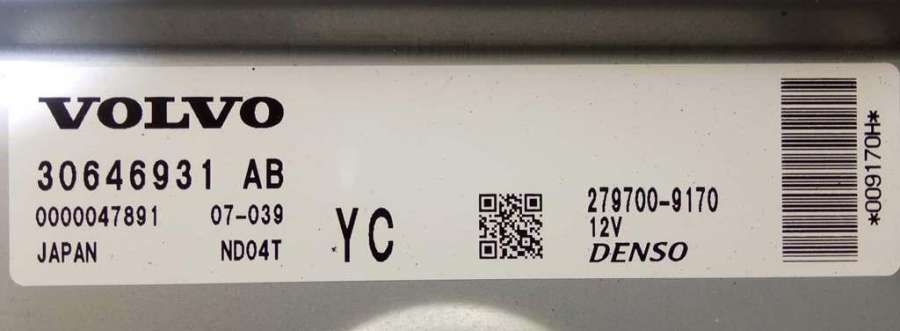 VOLVO
30646931 AB
0000047891 07-039
JAPAN ND04T
YC
279700-9170
12V
DENSO
*009170H*